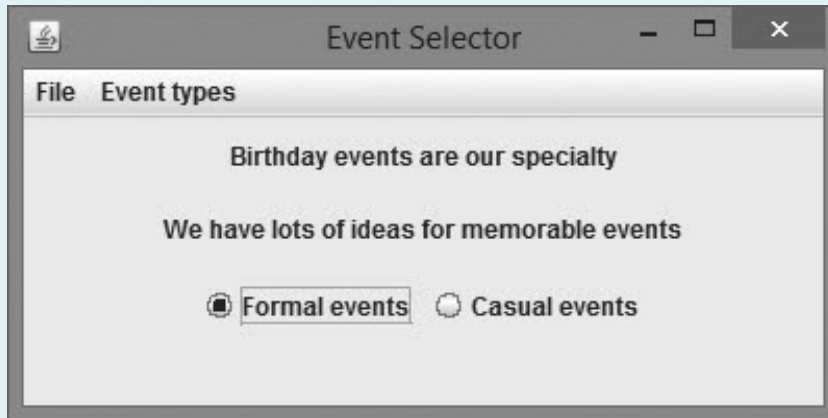 Event Selector
File Event types
Birthday events are our specialty
We have lots of ideas for memorable events
Formal events Casual events